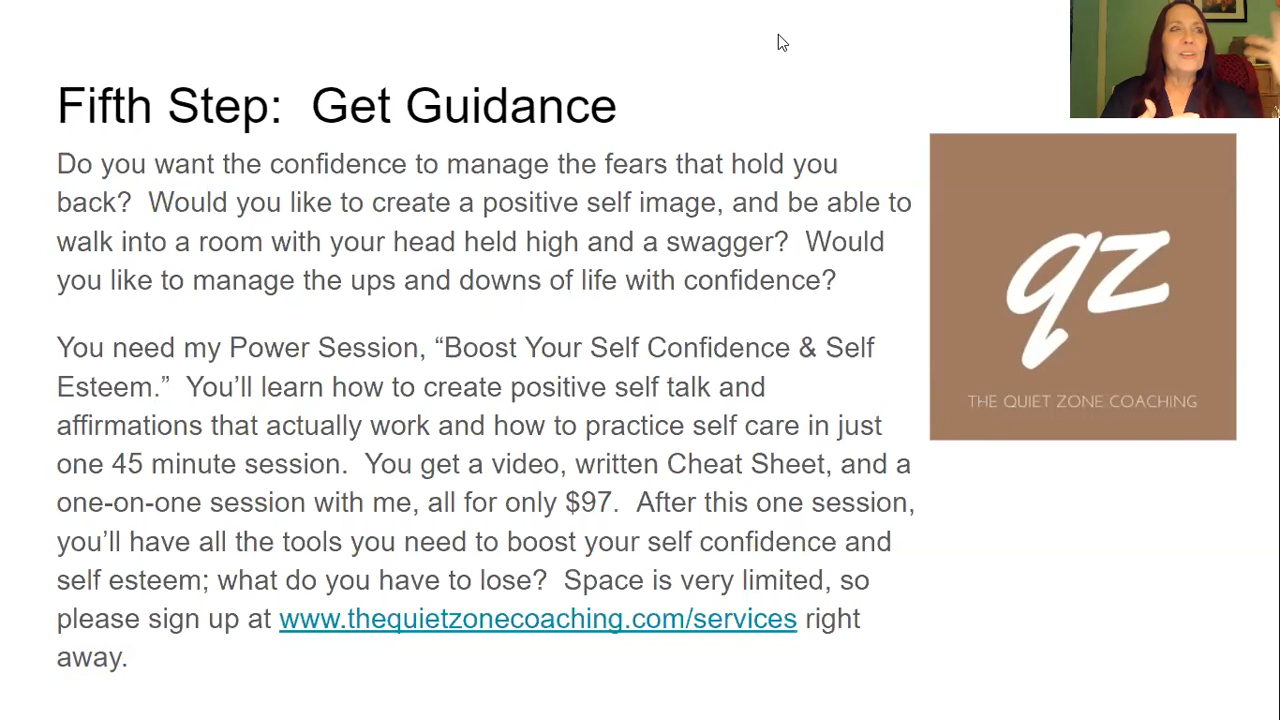 Fifth Step:  Get Guidance
Do you want the confidence to manage the fears that hold you
back?  Would you like to create a positive self image, and be able to
walk into a room with your head held high and a swagger?  Would
you like to manage the ups and downs of life with confidence?
You need my Power Session, “Boost Your Self Confidence & Self
Esteem.”  You’ll learn how to create positive self talk and
affirmations that actually work and how to practice self care in just
one 45 minute session.  You get a video, written Cheat Sheet, and a
one-on-one session with me, all for only $97.  After this one session,
you’ll have all the tools you need to boost your self confidence and
self esteem; what do you have to lose?  Space is very limited, so
please sign up at www.thequietzonecoaching.com/services right
away.
qz
THE QUIET ZONE COACHING